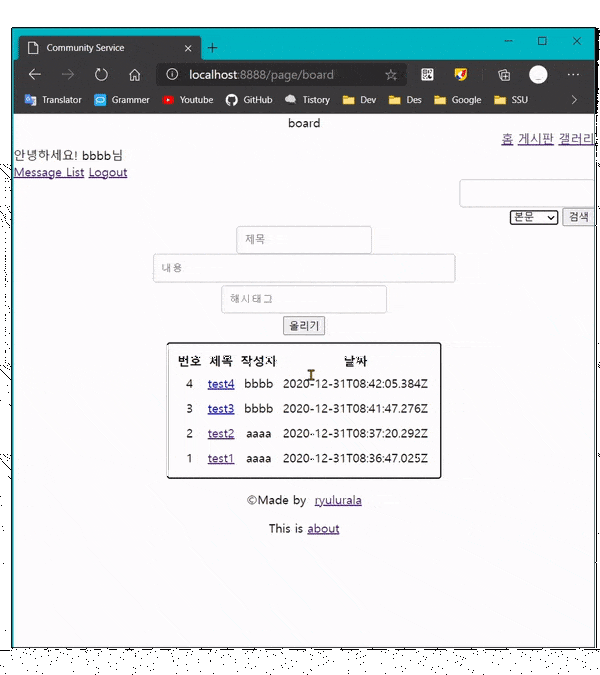 Community Service
localhost:8888/page/board
Translator Grammer Youtube GitHub Tistory Dev Des Google SSU
board
홈 게시판 갤러리
안녕하세요! bbbb님
Message List Logout
본문 검색
제목
내용
해시태그
올리기
번호 제목 작성자 날짜
4 test4 bbbb 2020-12-31T08:42:05.384Z
3 test3 bbbb 2020-12-31T08:41:47.276Z
2 test2 aaaa 2020-12-31T08:37:20.292Z
1 test1 aaaa 2020-12-31T08:36:47.025Z
©Made by ryulurala
This is about